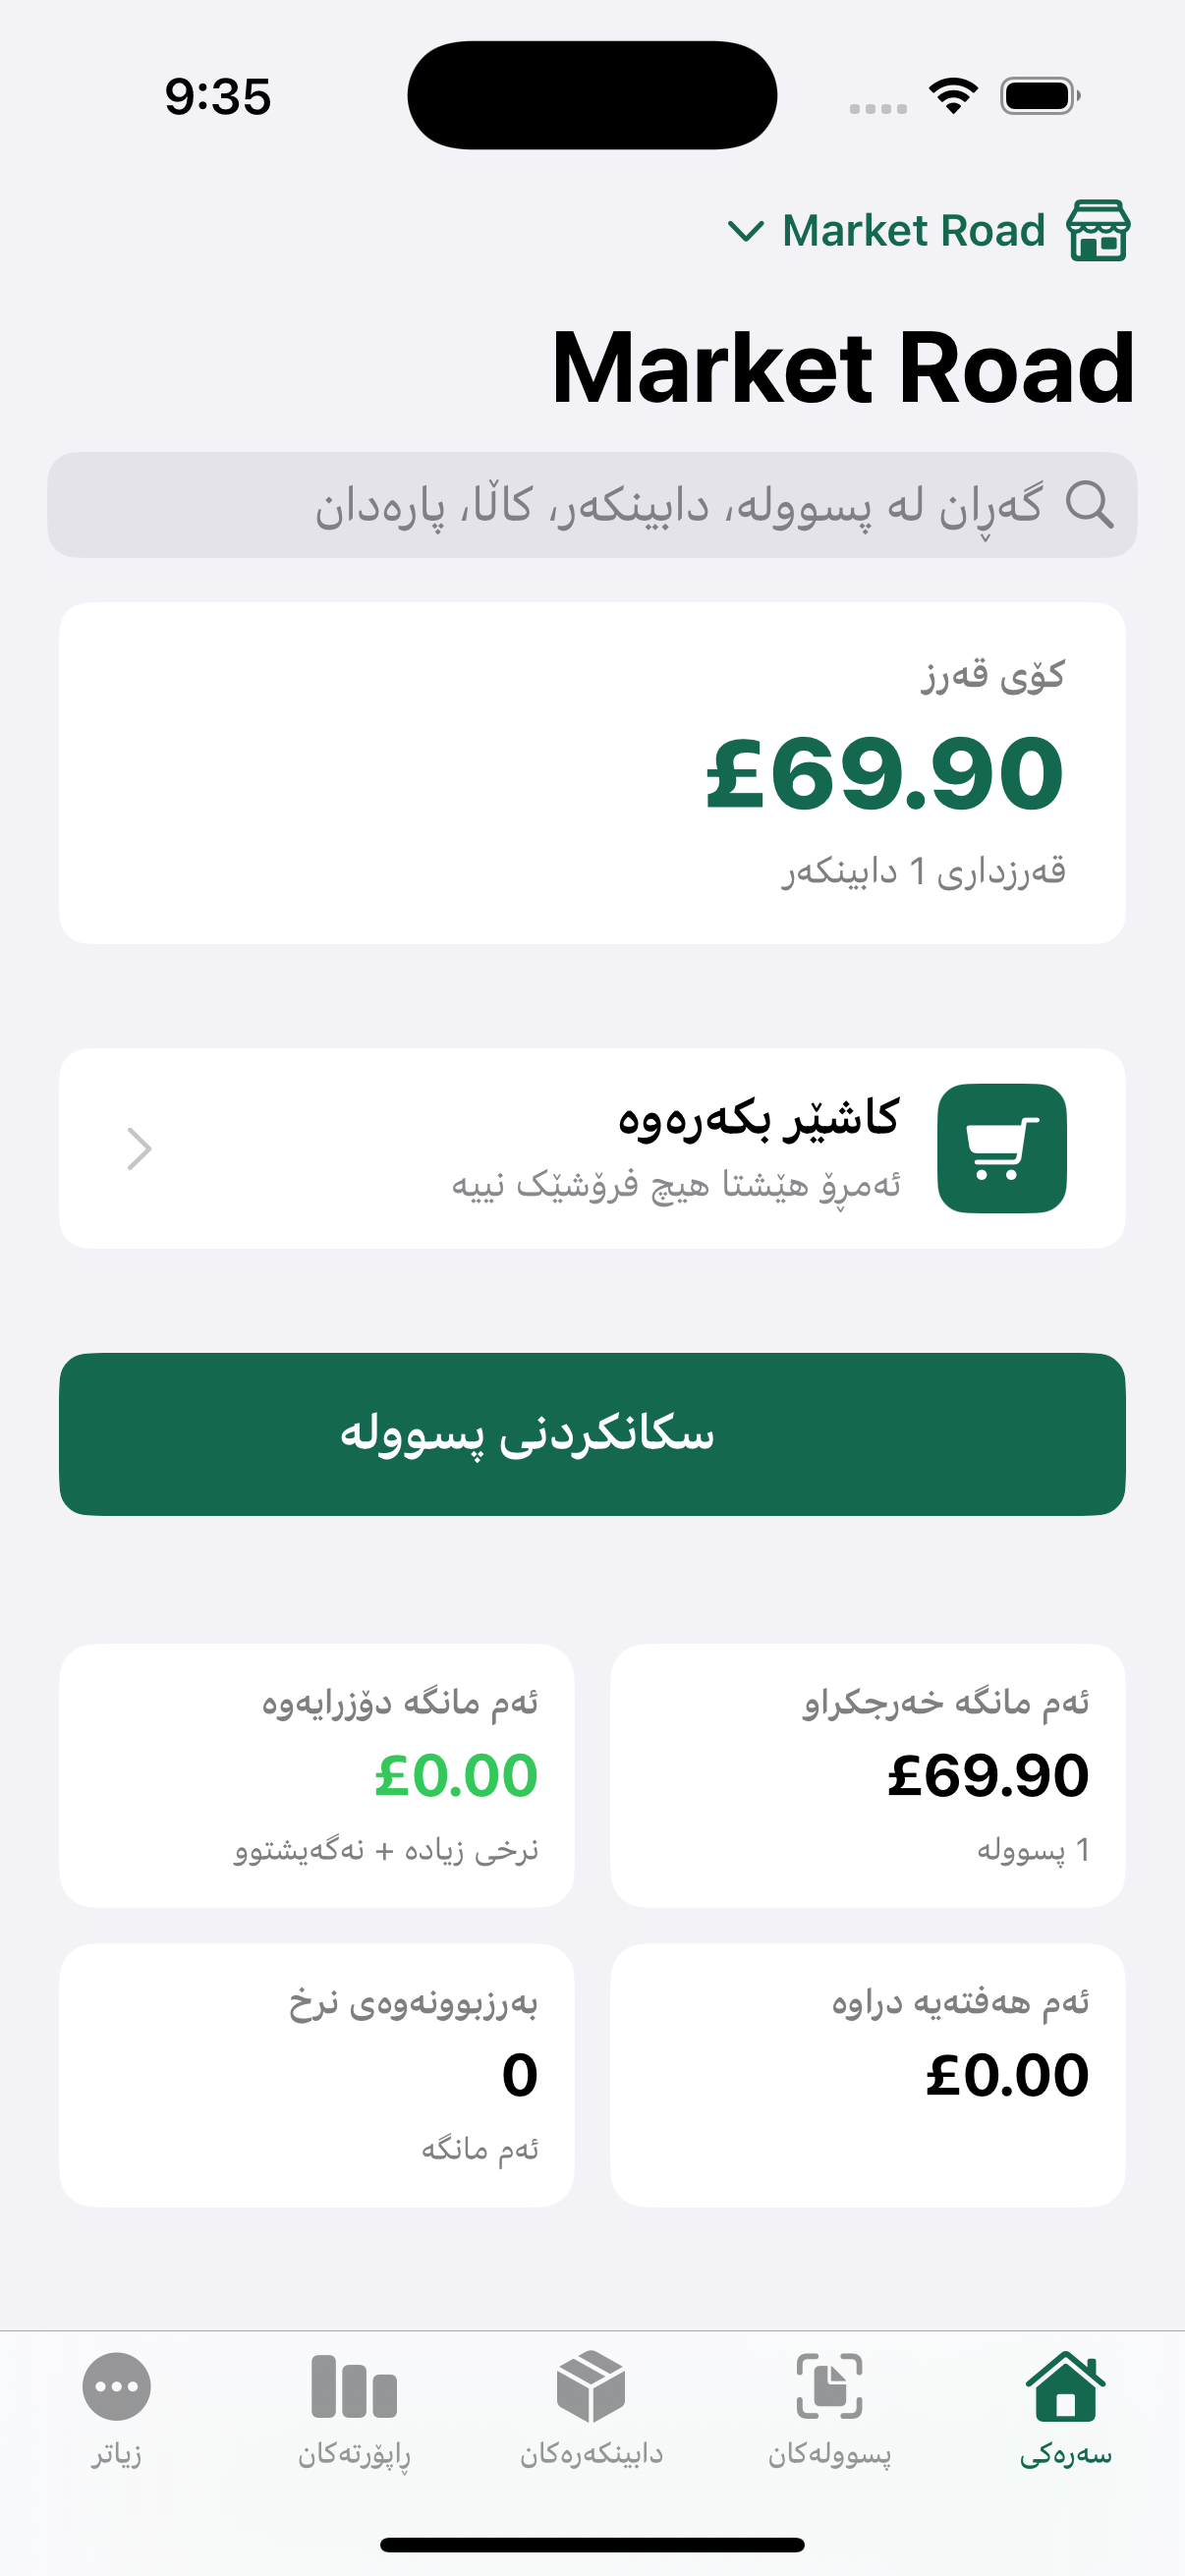 9:35
Market Road
Market Road
گەڕان لە پسوولە، دابینکەر، کاڵا، پارەدان
کۆی قەرز
£69.90
قەرزداری 1 دابینکەر
کاشێر بکەرەوە
ئەمڕۆ هێشتا هیچ فرۆشێک نییە
سکانکردنی پسوولە
ئەم مانگە خەرجکراو
£69.90
1 پسوولە
ئەم مانگە دۆزرایەوە
£0.00
نرخی زیادە + نەگەیشتوو
ئەم هەفتەیە دراوە
£0.00
بەرزبوونەوەی نرخ
0
ئەم مانگە
سەرەکی
پسوولەکان
دابینکەرەکان
ڕاپۆرتەکان
زیاتر